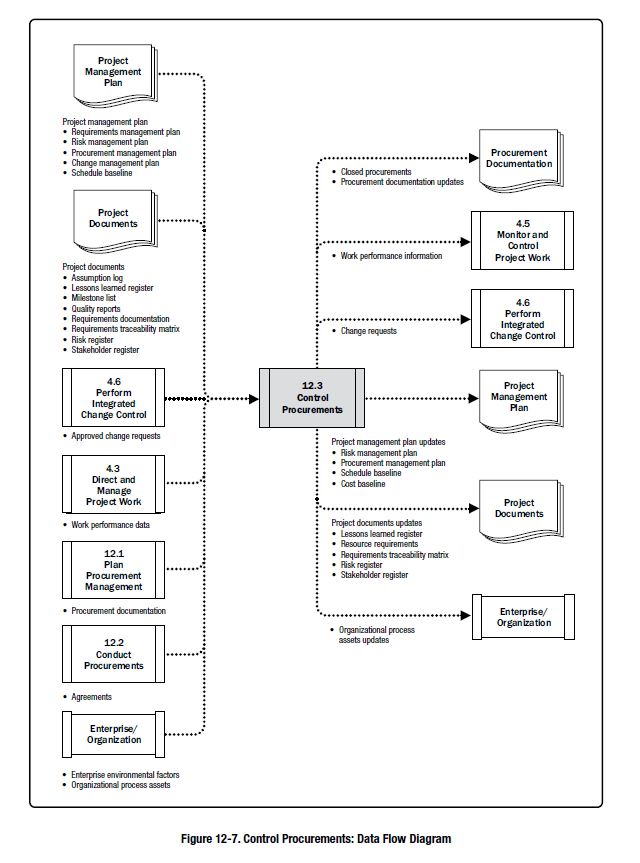 Project
Management
Plan
Project management plan
• Requirements management plan
• Risk management plan
• Procurement management plan
• Change management plan
• Schedule baseline
Project
Documents
Project documents
• Assumption log
• Lessons learned register
• Milestone list
• Quality reports
• Requirements documentation
• Requirements traceability matrix
• Risk register
• Stakeholder register
4.6
Perform
Integrated
Change Control
• Approved change requests
4.3
Direct and
Manage
Project Work
• Work performance data
12.1
Plan
Procurement
Management
• Procurement documentation
12.2
Conduct
Procurements
• Agreements
Enterprise/
Organization
• Enterprise environmental factors
• Organizational process assets
12.3
Control
Procurements
• Closed procurements
• Procurement documentation updates
Procurement
Documentation
• Work performance information
4.5
Monitor and
Control
Project Work
• Change requests
4.6
Perform
Integrated
Change Control
Project
Management
Plan
Project management plan updates
• Risk management plan
• Procurement management plan
• Schedule baseline
• Cost baseline
Project
Documents
Project documents updates
• Lessons learned register
• Resource requirements
• Requirements traceability matrix
• Risk register
• Stakeholder register
Enterprise/
Organization
• Organizational process
assets updates
Figure 12-7. Control Procurements: Data Flow Diagram